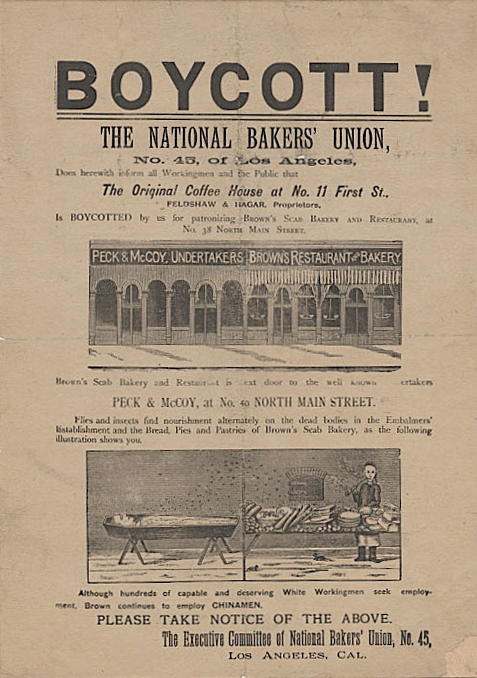 BOYCOTT!
THE NATIONAL BAKERS' UNION,
No. 45, of Los Angeles,
Does herewith inform all Workingmen and the Public that
The Original Coffee House at No. 11 First St.,
FELDSHAW & HAGAR, Proprietors,
Is BOYCOTTED by us for patronizing Brown's Scab Bakery and Restaurant, at
No. 38 North Main Street.
PECK & McCOY, UNDERTAKERS BROWN'S RESTAURANT AND BAKERY.
Brown's Scab Bakery and Restaurant is next door to the well known
PECK & McCOY, at No. 40 NORTH MAIN STREET.
Flies and insects find nourishment alternately on the dead bodies in the Embalmers'
Establishment and the Bread, Pies and Pastries of Brown's Scab Bakery, as the following
illustration shows you.
Although hundreds of capable and deserving White Workingmen seek employ-
ment, Brown continues to employ CHINAMEN.
PLEASE TAKE NOTICE OF THE ABOVE.
The Executive Committee of National Bakers' Union, No. 45,
Los Angeles, Cal.